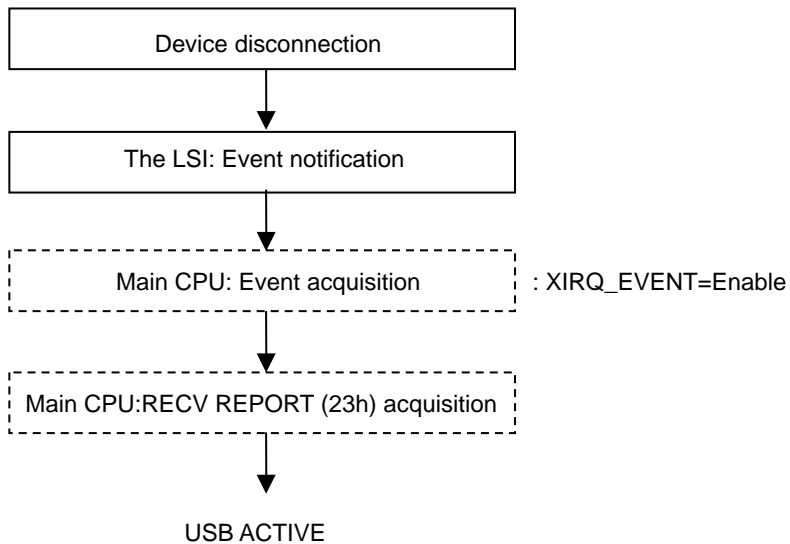 Device disconnection
The LSI: Event notification
Main CPU: Event acquisition : XIRQ_EVENT=Enable
Main CPU:RECV REPORT (23h) acquisition
USB ACTIVE